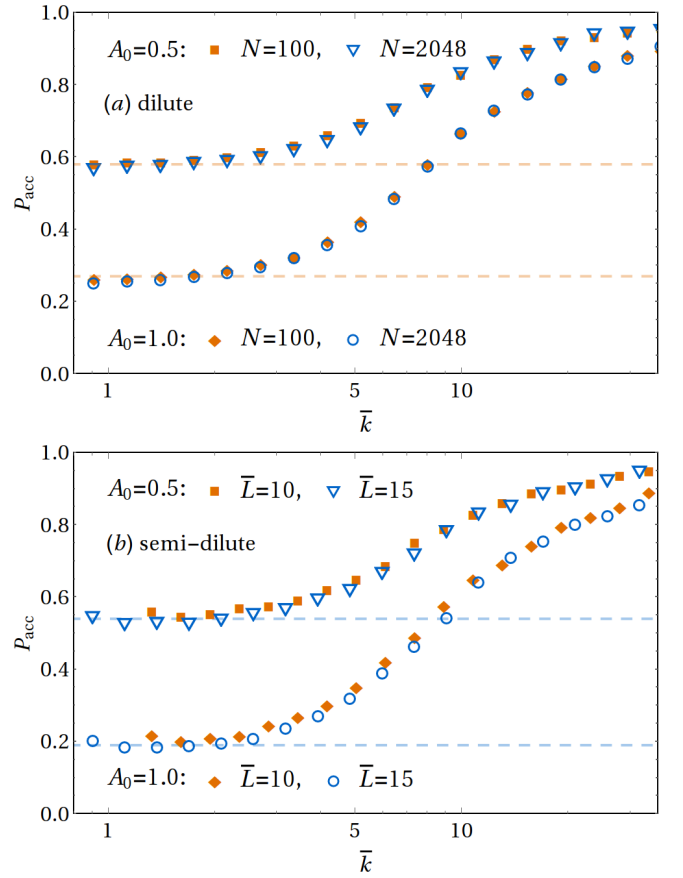 1.0
A₀=0.5: N=100, N=2048
0.8
(a) dilute
0.6
P_acc
0.4
0.2
A₀=1.0: N=100, N=2048
0.0
1 5 10
k̅
1.0
A₀=0.5: L̅=10, L̅=15
0.8
(b) semi-dilute
0.6
P_acc
0.4
0.2
A₀=1.0: L̅=10, L̅=15
0.0
1 5 10
k̅